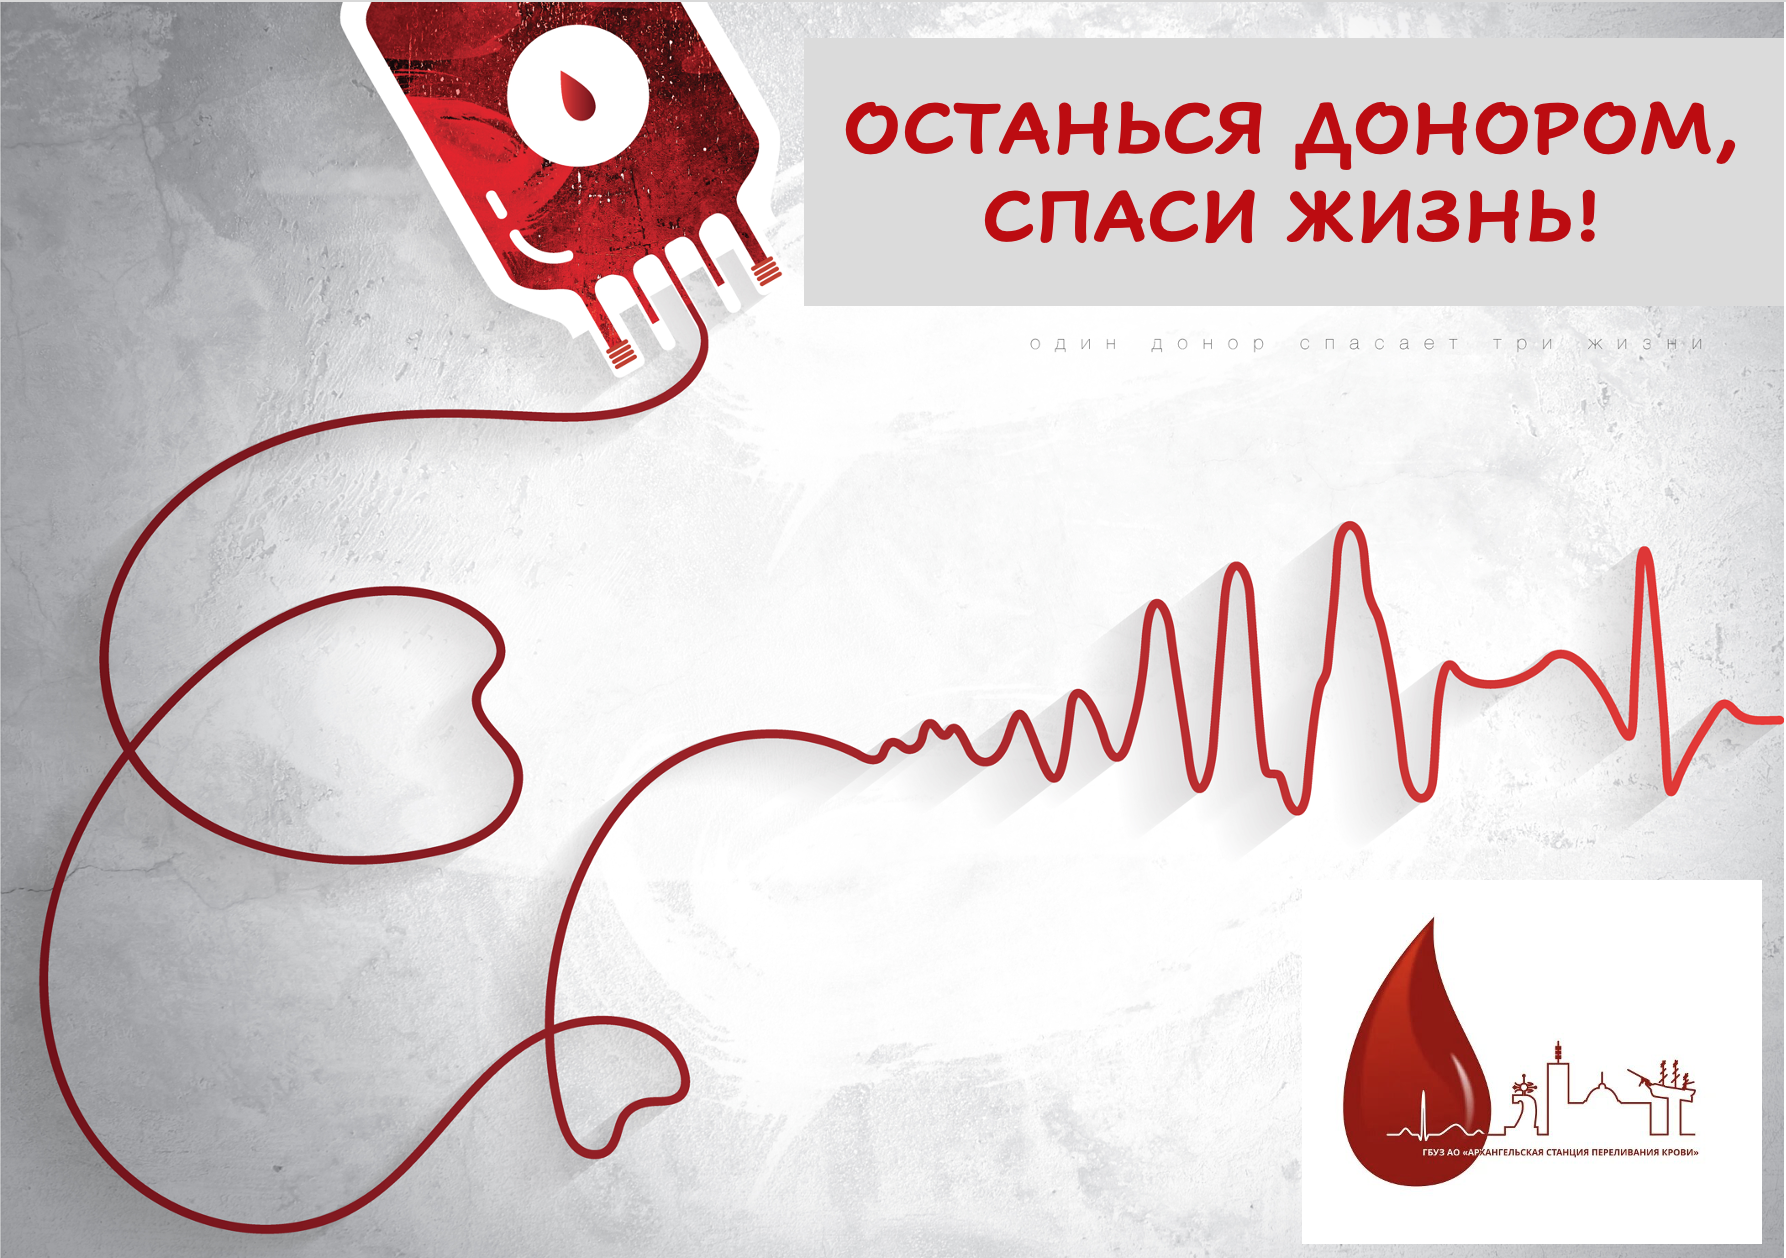 ОСТАНЬСЯ ДОНОРОМ,
СПАСИ ЖИЗНЬ!
один донор спасает три жизни
ГБУЗ АО «АРХАНГЕЛЬСКАЯ СТАНЦИЯ ПЕРЕЛИВАНИЯ КРОВИ»